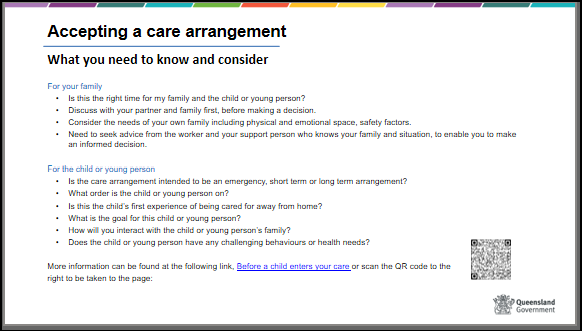 Accepting a care arrangement
What you need to know and consider
For your family
• Is this the right time for my family and the child or young person?
• Discuss with your partner and family first, before making a decision.
• Consider the needs of your own family including physical and emotional space, safety factors.
• Need to seek advice from the worker and your support person who knows your family and situation, to enable you to make
an informed decision.
For the child or young person
• Is the care arrangement intended to be an emergency, short term or long term arrangement?
• What order is the child or young person on?
• Is this the child's first experience of being cared for away from home?
• What is the goal for this child or young person?
• How will you interact with the child or young person's family?
• Does the child or young person have any challenging behaviours or health needs?
More information can be found at the following link, Before a child enters your care or scan the QR code to the
right to be taken to the page:
Queensland
Government